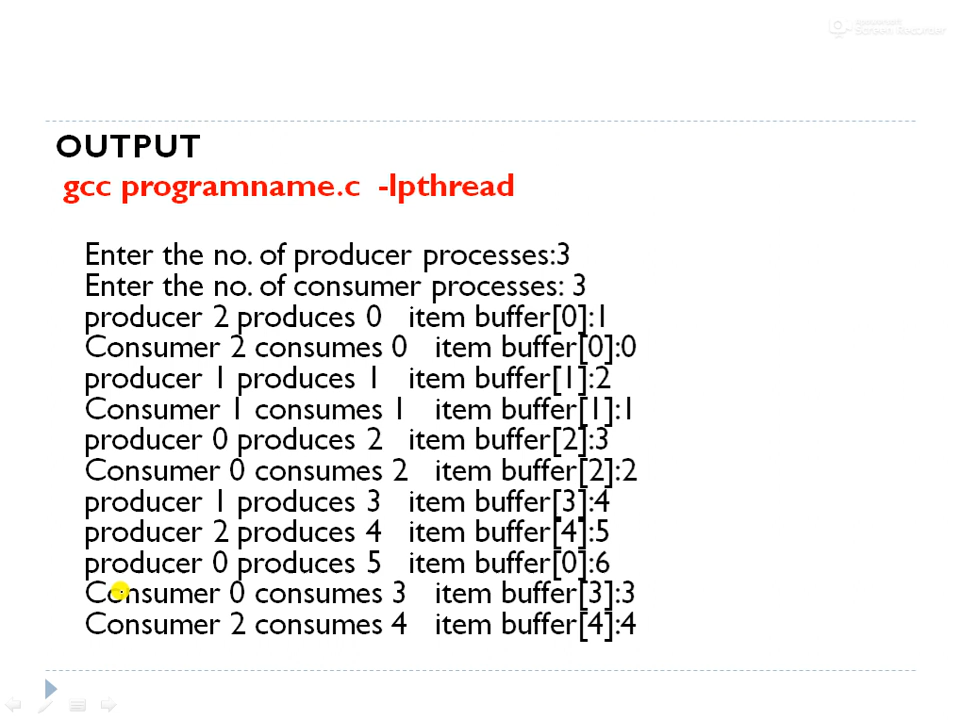 Screen Recorder
OUTPUT
gcc programname.c -lpthread
Enter the no. of producer processes:3
Enter the no. of consumer processes: 3
producer 2 produces 0 item buffer[0]:1
Consumer 2 consumes 0 item buffer[0]:0
producer 1 produces 1 item buffer[1]:2
Consumer 1 consumes 1 item buffer[1]:1
producer 0 produces 2 item buffer[2]:3
Consumer 0 consumes 2 item buffer[2]:2
producer 1 produces 3 item buffer[3]:4
producer 2 produces 4 item buffer[4]:5
producer 0 produces 5 item buffer[0]:6
Consumer 0 consumes 3 item buffer[3]:3
Consumer 2 consumes 4 item buffer[4]:4